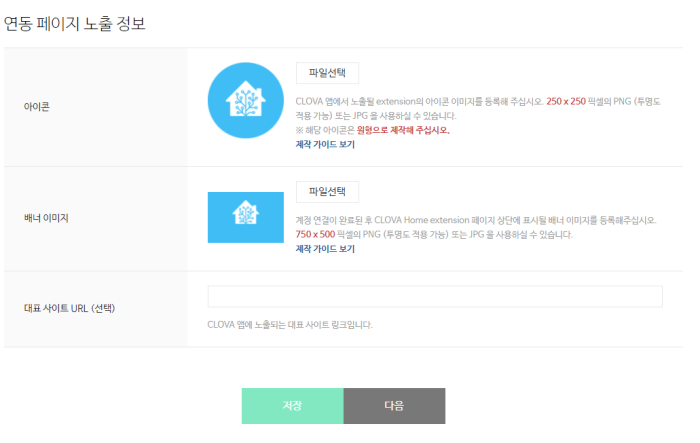 연동 페이지 노출 정보
아이콘
파일선택
CLOVA 앱에서 노출될 extension의 아이콘 이미지를 등록해 주십시오. 250 x 250 픽셀의 PNG (투명도
적용 가능) 또는 JPG 을 사용하실 수 있습니다.
※ 해당 아이콘은 원형으로 제작해 주십시오.
제작 가이드 보기
배너 이미지
파일선택
계정 연결이 완료된 후 CLOVA Home extension 페이지 상단에 표시될 배너 이미지를 등록해주십시오.
750 x 500 픽셀의 PNG (투명도 적용 가능) 또는 JPG 을 사용하실 수 있습니다.
제작 가이드 보기
대표 사이트 URL (선택)
CLOVA 앱에 노출되는 대표 사이트 링크입니다.
저장
다음